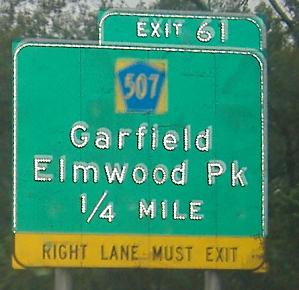 EXIT 61
507
Garfield
Elmwood Pk
1/4 MILE
RIGHT LANE MUST EXIT